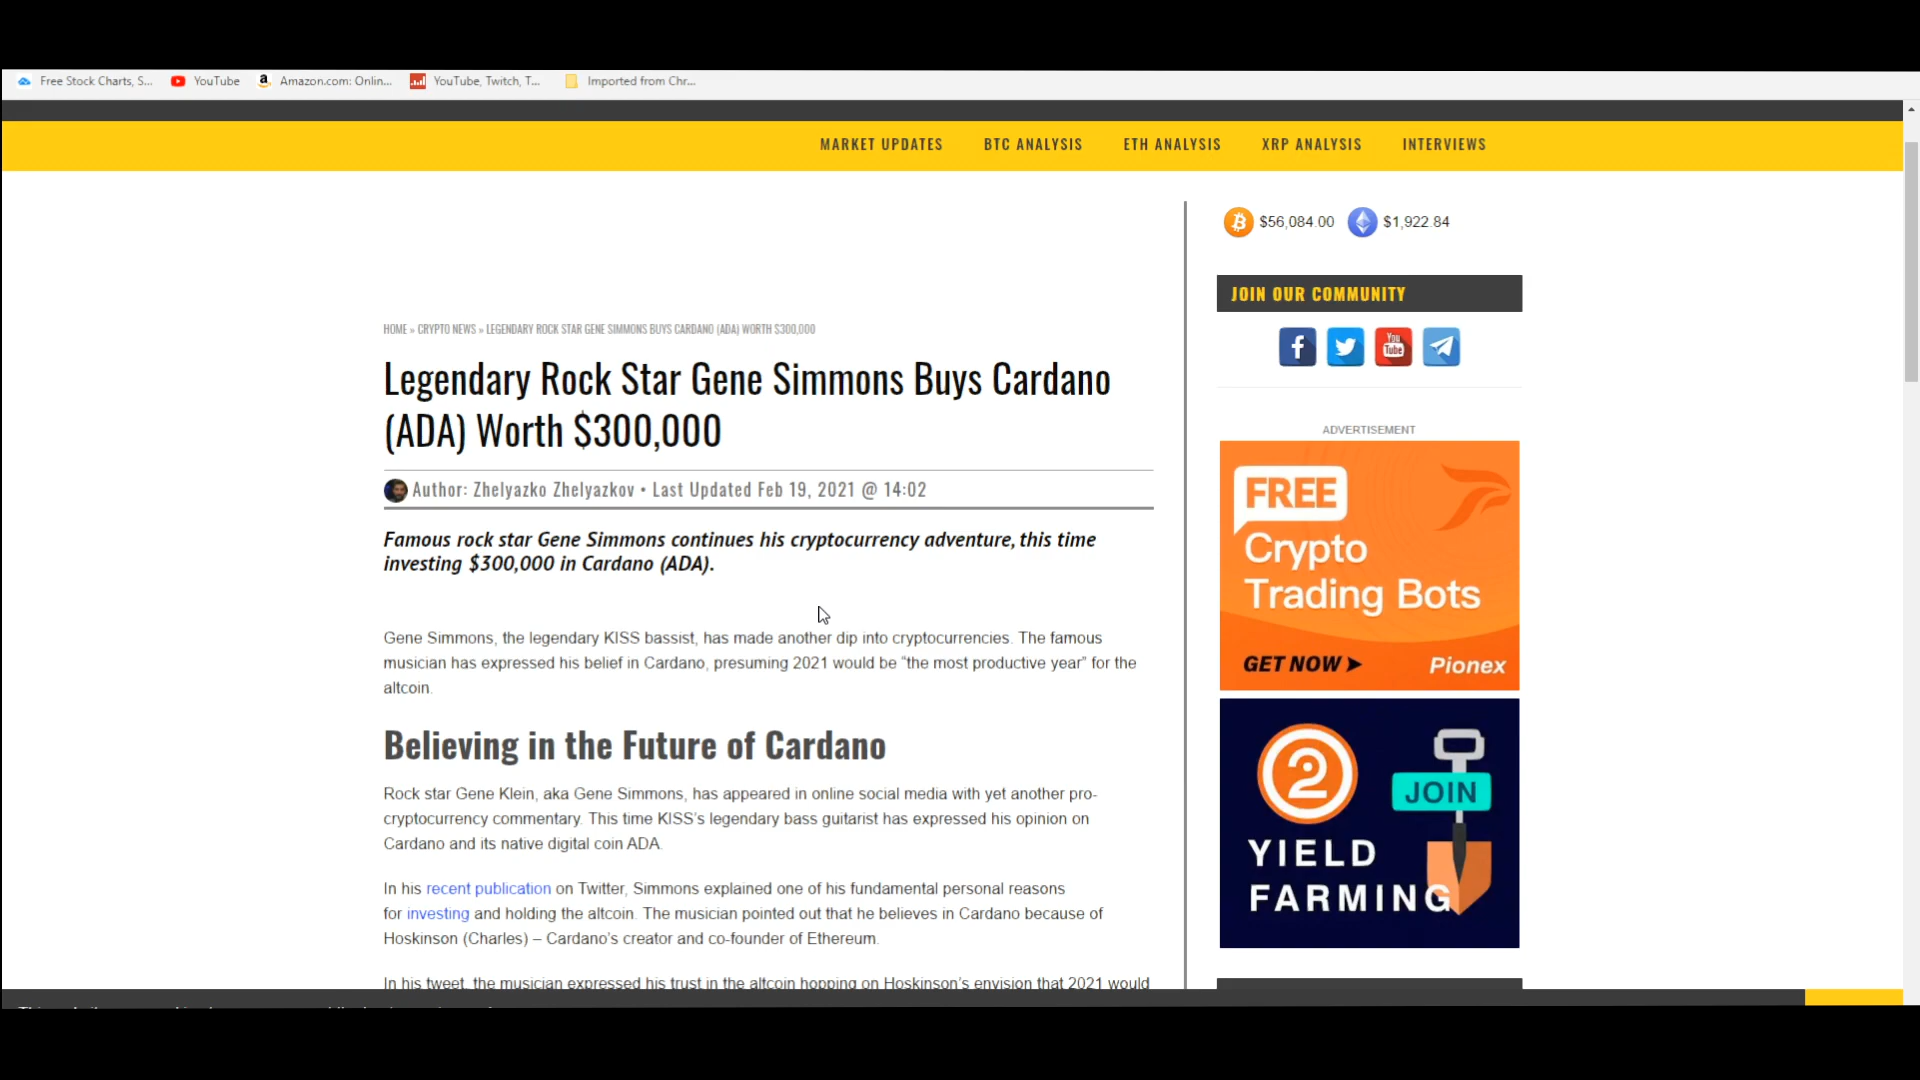 Free Stock Charts, S...
YouTube
Amazon.com: Onlin...
YouTube, Twitch, T...
Imported from Chr...
MARKET UPDATES
BTC ANALYSIS
ETH ANALYSIS
XRP ANALYSIS
INTERVIEWS
$56,084.00
$1,922.84
HOME » CRYPTO NEWS » LEGENDARY ROCK STAR GENE SIMMONS BUYS CARDANO (ADA) WORTH $300,000
Legendary Rock Star Gene Simmons Buys Cardano
(ADA) Worth $300,000
Author: Zhelyazko Zhelyazkov • Last Updated Feb 19, 2021 @ 14:02
Famous rock star Gene Simmons continues his cryptocurrency adventure, this time
investing $300,000 in Cardano (ADA).
Gene Simmons, the legendary KISS bassist, has made another dip into cryptocurrencies. The famous
musician has expressed his belief in Cardano, presuming 2021 would be “the most productive year” for the
altcoin.
Believing in the Future of Cardano
Rock star Gene Klein, aka Gene Simmons, has appeared in online social media with yet another pro-
cryptocurrency commentary. This time KISS’s legendary bass guitarist has expressed his opinion on
Cardano and its native digital coin ADA.
In his recent publication on Twitter, Simmons explained one of his fundamental personal reasons
for investing and holding the altcoin. The musician pointed out that he believes in Cardano because of
Hoskinson (Charles) – Cardano’s creator and co-founder of Ethereum.
In his tweet, the musician expressed his trust in the altcoin hopping on Hoskinson’s envision that 2021 would
JOIN OUR COMMUNITY
You
Tube
ADVERTISEMENT
FREE
Crypto
Trading Bots
GET NOW
Pionex
2
JOIN
YIELD
FARMING